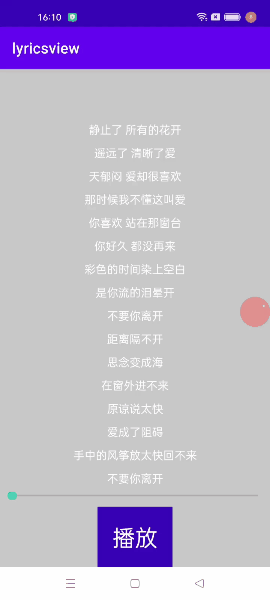 16:10
lyricsview
静止了 所有的花开
遥远了 清晰了爱
天郁闷 爱却很喜欢
那时候我不懂这叫爱
你喜欢 站在那窗台
你好久 都没再来
彩色的时间染上空白
是你流的泪晕开
不要你离开
距离隔不开
思念变成海
在窗外进不来
原谅说太快
爱成了阻碍
手中的风筝放太快回不来
不要你离开
播放